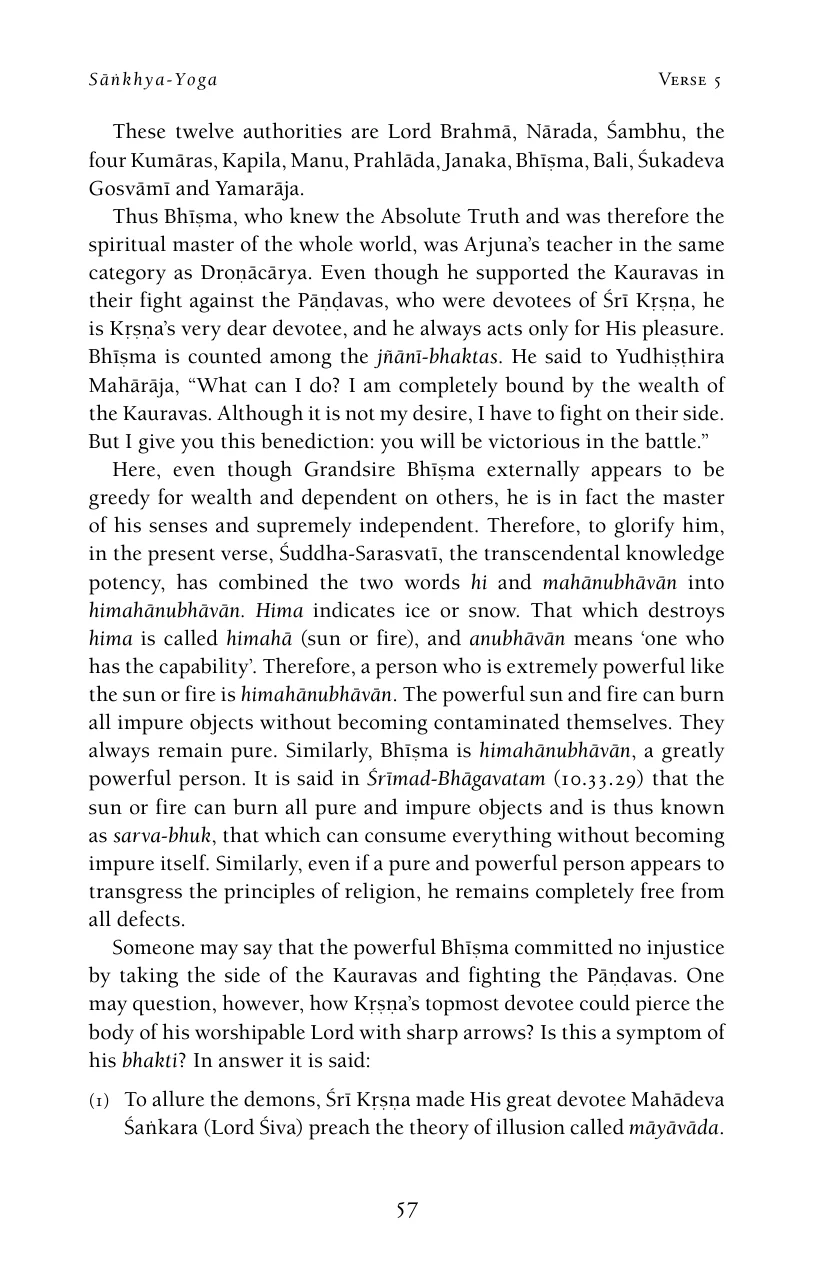 Sāṅkhya-Yoga Verse 5
These twelve authorities are Lord Brahmā, Nārada, Śambhu, the
four Kumāras, Kapila, Manu, Prahlāda, Janaka, Bhīṣma, Bali, Śukadeva
Gosvāmī and Yamarāja.
Thus Bhīṣma, who knew the Absolute Truth and was therefore the
spiritual master of the whole world, was Arjuna’s teacher in the same
category as Droṇācārya. Even though he supported the Kauravas in
their fight against the Pāṇḍavas, who were devotees of Śrī Kṛṣṇa, he
is Kṛṣṇa’s very dear devotee, and he always acts only for His pleasure.
Bhīṣma is counted among the jñānī-bhaktas. He said to Yudhiṣṭhira
Mahārāja, “What can I do? I am completely bound by the wealth of
the Kauravas. Although it is not my desire, I have to fight on their side.
But I give you this benediction: you will be victorious in the battle.”
Here, even though Grandsire Bhīṣma externally appears to be
greedy for wealth and dependent on others, he is in fact the master
of his senses and supremely independent. Therefore, to glorify him,
in the present verse, Śuddha-Sarasvatī, the transcendental knowledge
potency, has combined the two words hi and mahānubhāvān into
himahānubhāvān. Hima indicates ice or snow. That which destroys
hima is called himahā (sun or fire), and anubhāvān means ‘one who
has the capability’. Therefore, a person who is extremely powerful like
the sun or fire is himahānubhāvān. The powerful sun and fire can burn
all impure objects without becoming contaminated themselves. They
always remain pure. Similarly, Bhīṣma is himahānubhāvān, a greatly
powerful person. It is said in Śrīmad-Bhāgavatam (10.33.29) that the
sun or fire can burn all pure and impure objects and is thus known
as sarva-bhuk, that which can consume everything without becoming
impure itself. Similarly, even if a pure and powerful person appears to
transgress the principles of religion, he remains completely free from
all defects.
Someone may say that the powerful Bhīṣma committed no injustice
by taking the side of the Kauravas and fighting the Pāṇḍavas. One
may question, however, how Kṛṣṇa’s topmost devotee could pierce the
body of his worshipable Lord with sharp arrows? Is this a symptom of
his bhakti? In answer it is said:
(1) To allure the demons, Śrī Kṛṣṇa made His great devotee Mahādeva
Śaṅkara (Lord Śiva) preach the theory of illusion called māyāvāda.
57